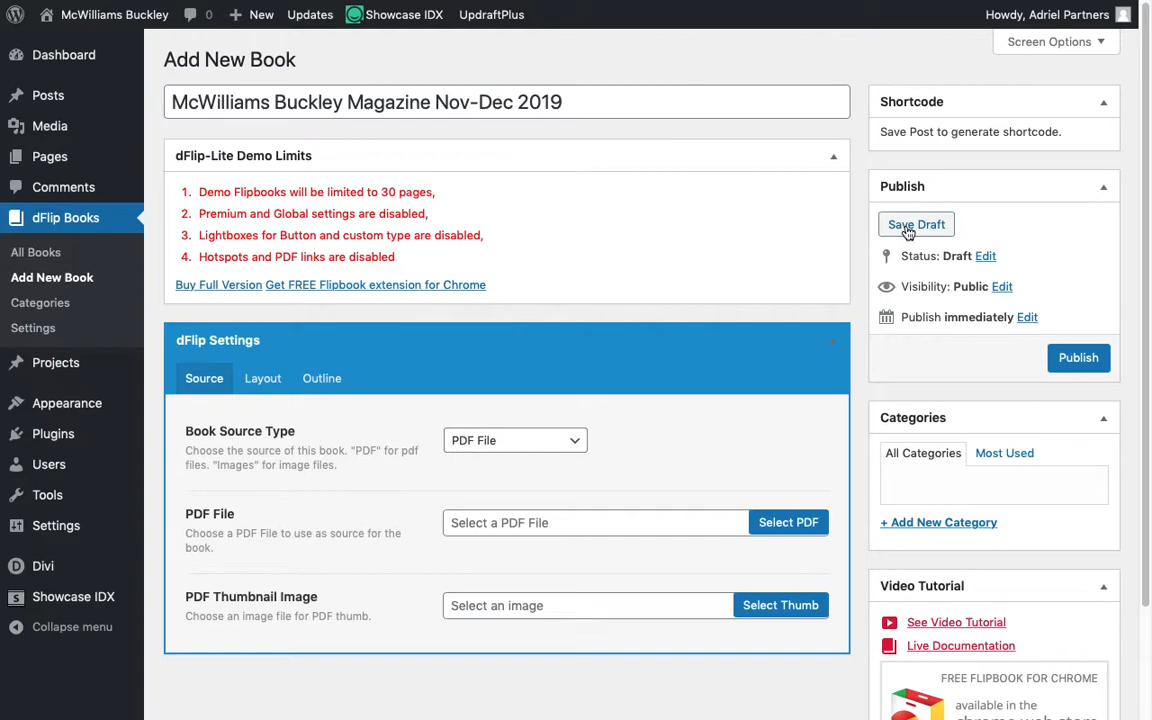 McWilliams Buckley
0
New
Updates
Showcase IDX
UpdraftPlus
Howdy, Adriel Partners
Dashboard
Posts
Media
Pages
Comments
dFlip Books
All Books
Add New Book
Categories
Settings
Projects
Appearance
Plugins
Users
Tools
Settings
Divi
Showcase IDX
Collapse menu
Screen Options
Add New Book
McWilliams Buckley Magazine Nov-Dec 2019
dFlip-Lite Demo Limits
1. Demo Flipbooks will be limited to 30 pages,
2. Premium and Global settings are disabled,
3. Lightboxes for Button and custom type are disabled,
4. Hotspots and PDF links are disabled
Buy Full Version Get FREE Flipbook extension for Chrome
dFlip Settings
Source
Layout
Outline
Book Source Type
Choose the source of this book. "PDF" for pdf
files. "Images" for image files.
PDF File
PDF File
Choose a PDF File to use as source for the
book.
Select a PDF File
Select PDF
PDF Thumbnail Image
Choose an image file for PDF thumb.
Select an image
Select Thumb
Shortcode
Save Post to generate shortcode.
Publish
Save Draft
Status: Draft Edit
Visibility: Public Edit
Publish immediately Edit
Publish
Categories
All Categories
Most Used
+ Add New Category
Video Tutorial
See Video Tutorial
Live Documentation
FREE FLIPBOOK FOR CHROME
available in the
chrome web store